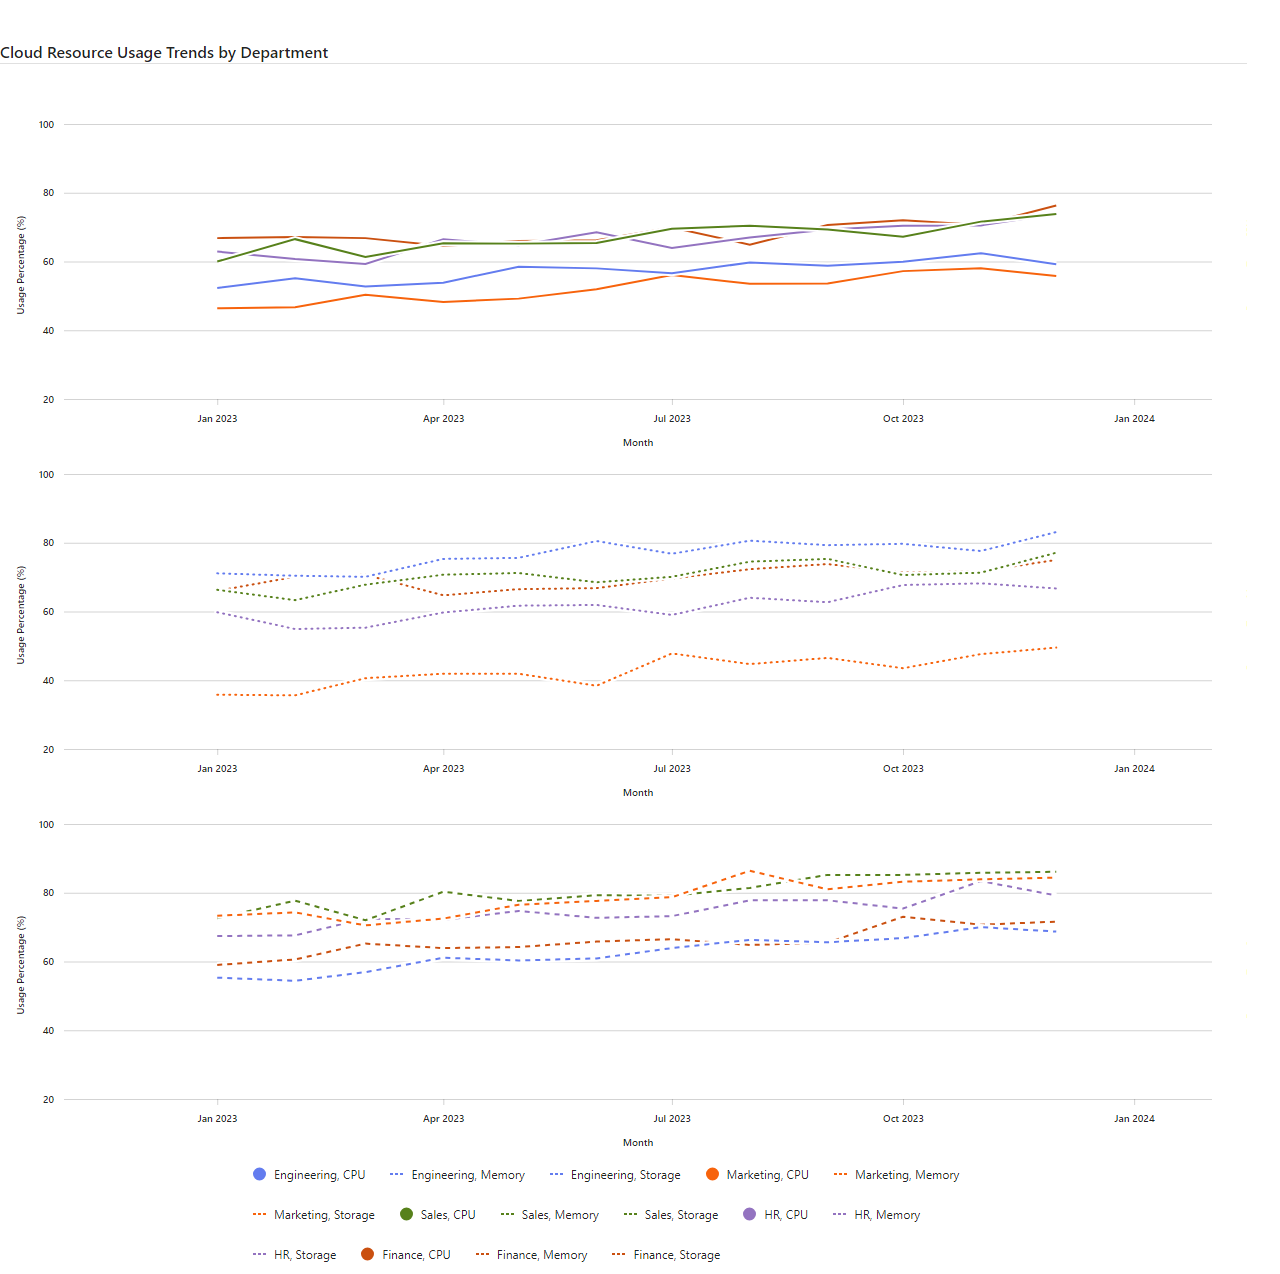 Cloud Resource Usage Trends by Department
100
80
60
40
20
Usage Percentage (%)
Jan 2023 Apr 2023 Jul 2023 Oct 2023 Jan 2024
Month
100
80
60
40
20
Usage Percentage (%)
Jan 2023 Apr 2023 Jul 2023 Oct 2023 Jan 2024
Month
100
80
60
40
20
Usage Percentage (%)
Jan 2023 Apr 2023 Jul 2023 Oct 2023 Jan 2024
Month
Engineering, CPU Engineering, Memory Engineering, Storage Marketing, CPU Marketing, Memory
Marketing, Storage Sales, CPU Sales, Memory Sales, Storage HR, CPU HR, Memory
HR, Storage Finance, CPU Finance, Memory Finance, Storage